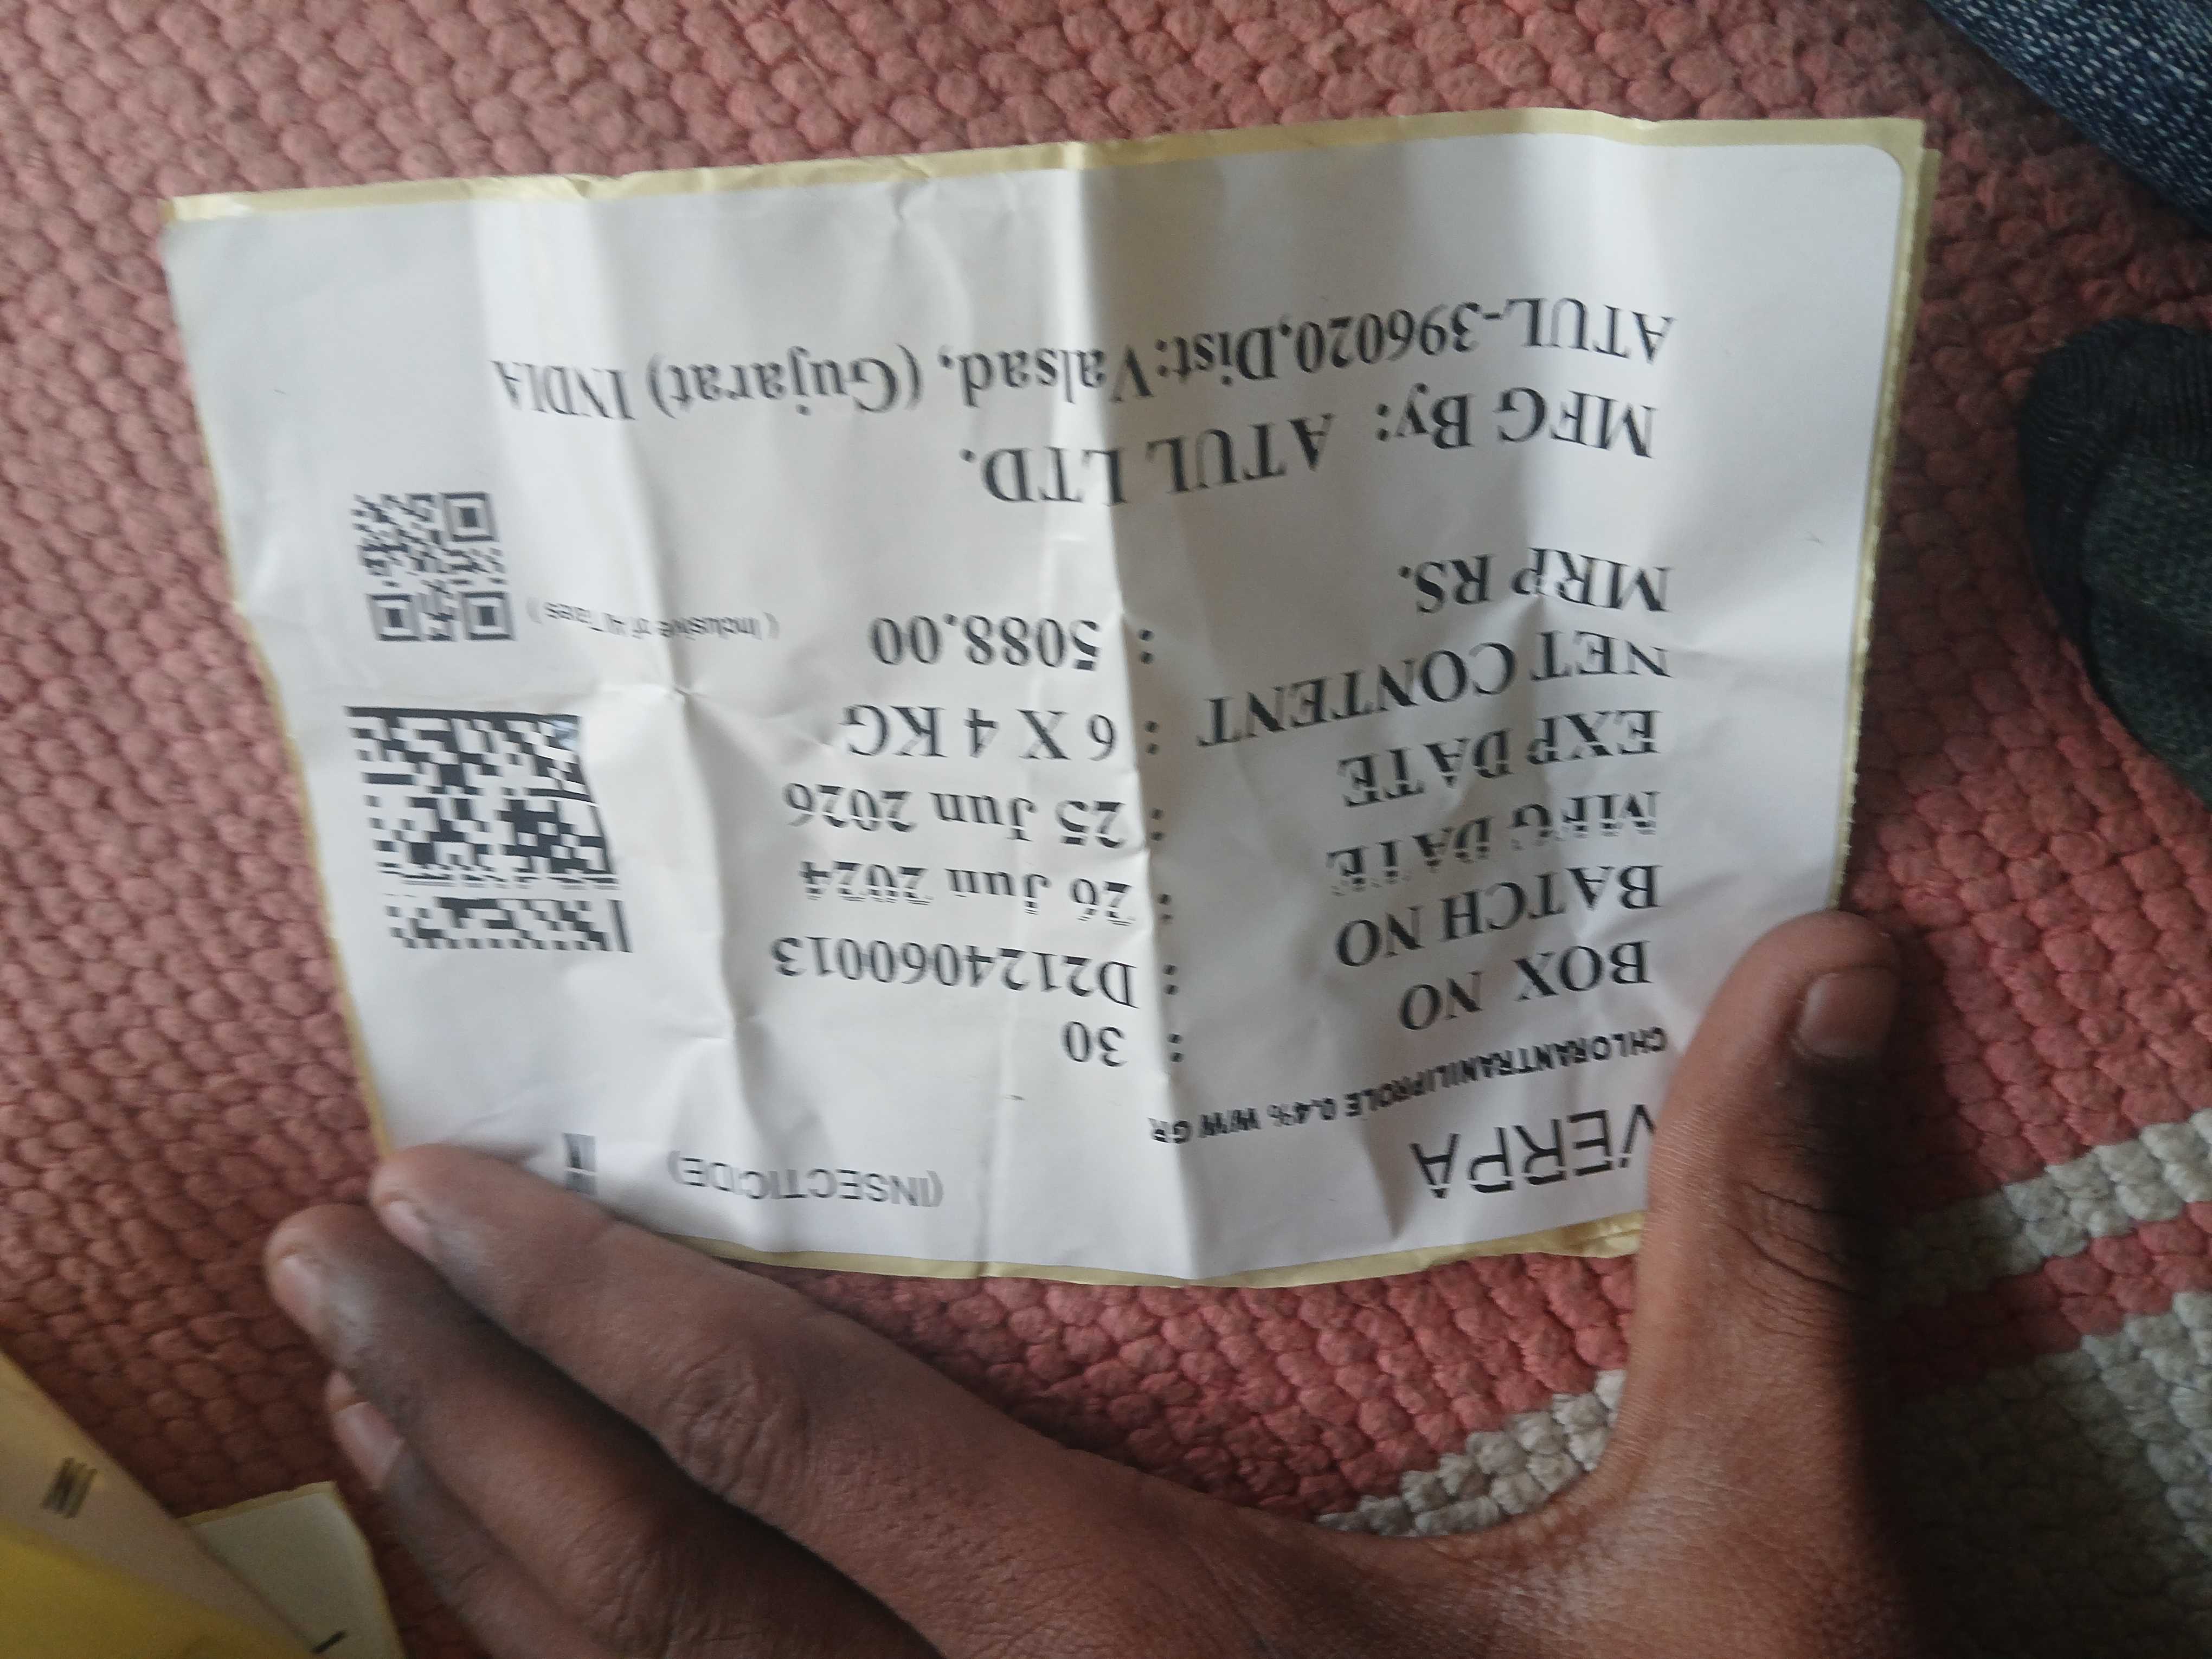 VERPA (INSECTICIDE)
CHLORANTRANILIPROLE 0.4% W/W GR
BOX NO : 30
BATCH NO : D2124060013
MFG DATE : 26 Jun 2024
EXP DATE : 25 Jun 2026
NET CONTENT : 6 X 4 KG
MRP RS. : 5088.00 (Inclusive of All Taxes)
MFG By: ATUL LTD.
ATUL-396020,Dist:Valsad, (Gujarat) INDIA